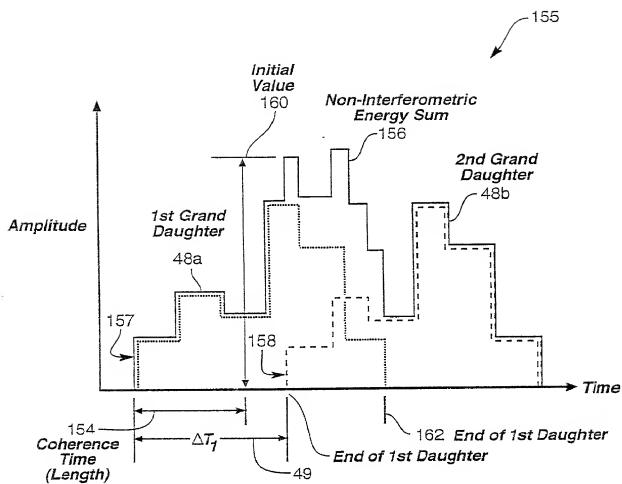 155
Initial
Value
160
Non-Interferometric
Energy Sum
156
2nd Grand
Daughter
48b
1st Grand
Daughter
48a
Amplitude
157
158
Time
154
Coherence
Time
(Length)
ΔT1
49
162 End of 1st Daughter
End of 1st Daughter